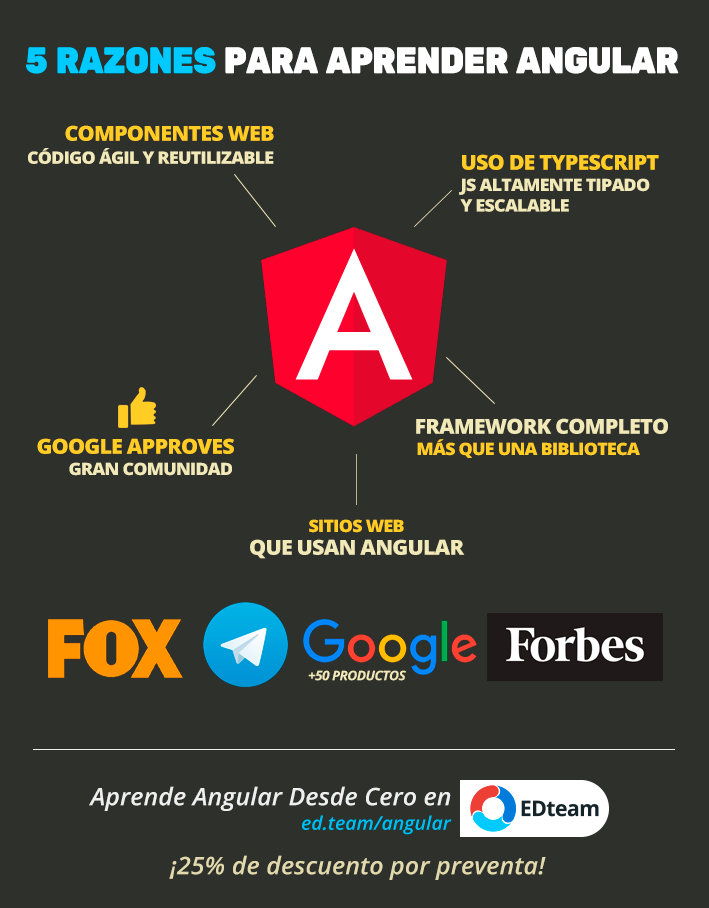 5 RAZONES PARA APRENDER ANGULAR
COMPONENTES WEB
CÓDIGO ÁGIL Y REUTILIZABLE
USO DE TYPESCRIPT
JS ALTAMENTE TIPADO
Y ESCALABLE
A
GOOGLE APPROVES
GRAN COMUNIDAD
FRAMEWORK COMPLETO
MÁS QUE UNA BIBLIOTECA
SITIOS WEB
QUE USAN ANGULAR
FOX
Google
+50 PRODUCTOS
Forbes
Aprende Angular Desde Cero en
ed.team/angular
EDteam
¡25% de descuento por preventa!